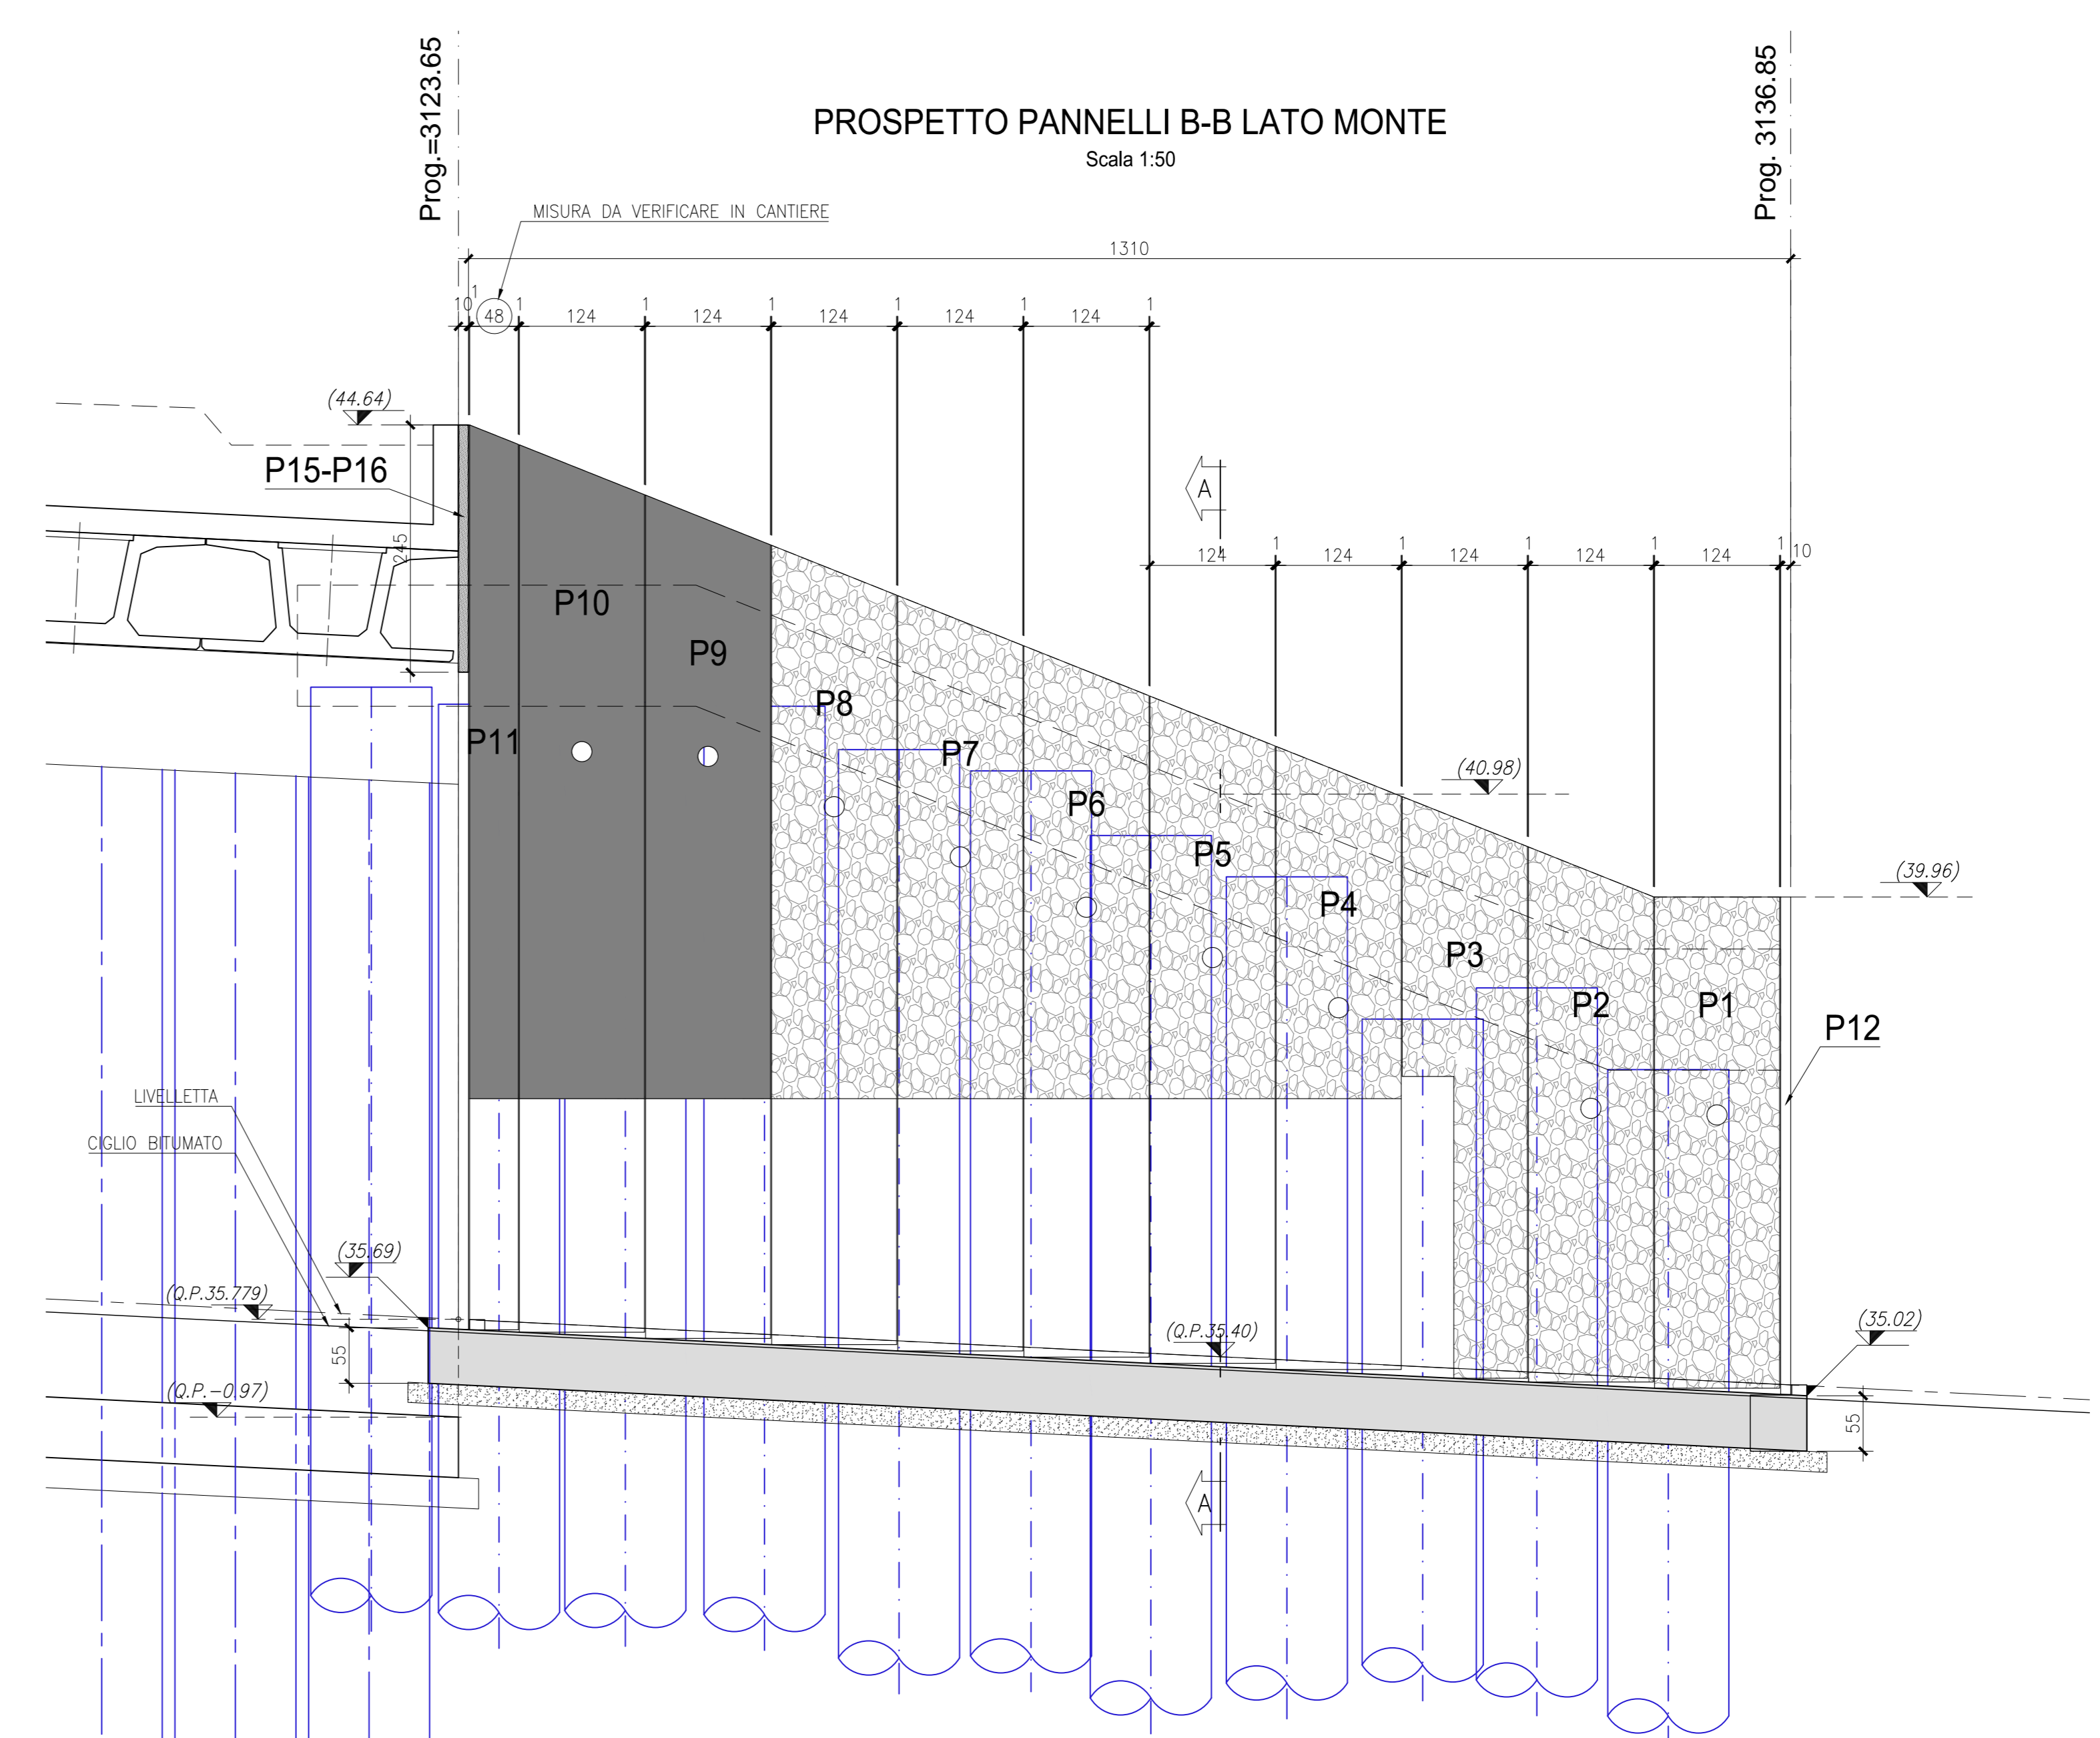 Prog.=3123.65
Prog. 3136.85
PROSPETTO PANNELLI B-B LATO MONTE
Scala 1:50
MISURA DA VERIFICARE IN CANTIERE
1310
10 1 48 1 124 1 124 1 124 1 124 1 124 1
(44.64)
P15-P16
245
A
124 1 124 1 124 1 124 1 124 1 10
P10
P9
P8
P11
P7
(40.98)
P6
P5
(39.96)
P4
P3
P2
P1
P12
LIVELLETTA
CIGLIO BITUMATO
(35.69)
(Q.P.35.779)
(Q.P.35.40)
(35.02)
55
(Q.P.-0.97)
55
A